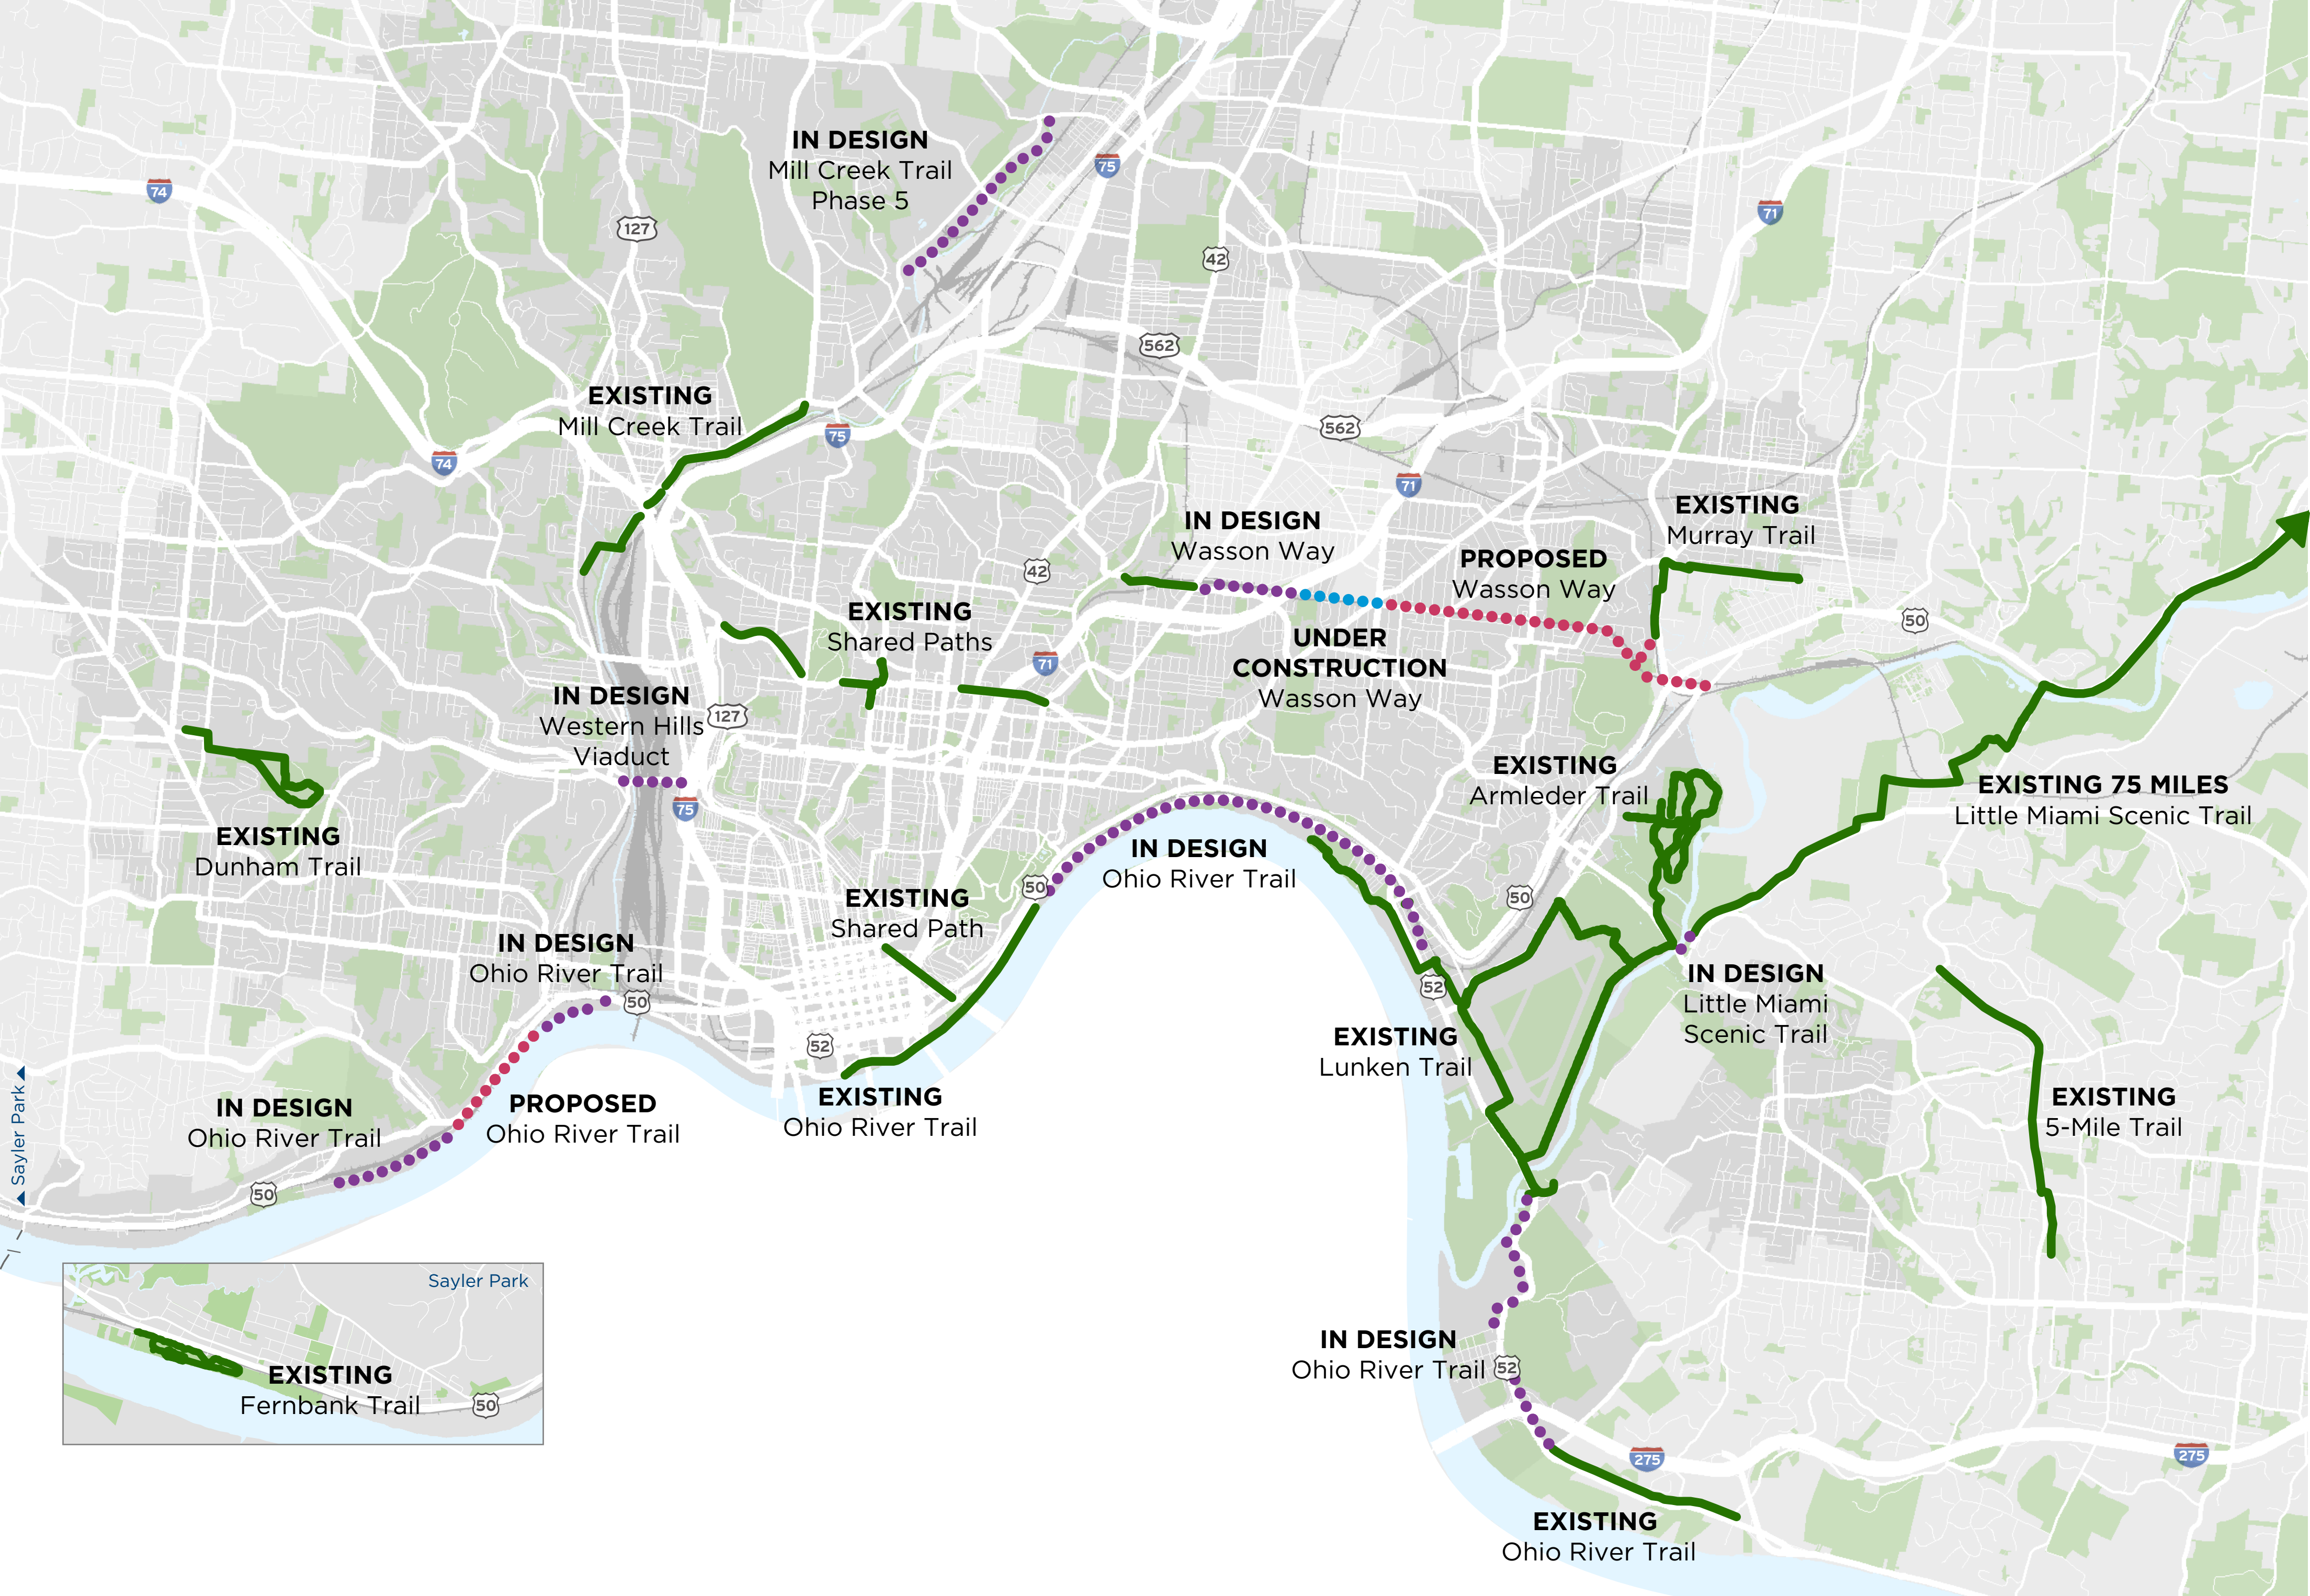 IN DESIGN
Mill Creek Trail
Phase 5
75
74
71
127
42
562
EXISTING
Mill Creek Trail
562
75
74
71
IN DESIGN
Wasson Way
EXISTING
Murray Trail
PROPOSED
Wasson Way
42
EXISTING
Shared Paths
50
UNDER
CONSTRUCTION
Wasson Way
71
IN DESIGN
Western Hills
Viaduct
127
75
EXISTING
Armleder Trail
EXISTING 75 MILES
Little Miami Scenic Trail
EXISTING
Dunham Trail
IN DESIGN
Ohio River Trail
50
EXISTING
Shared Path
50
IN DESIGN
Ohio River Trail
50
52
IN DESIGN
Little Miami
Scenic Trail
52
EXISTING
Lunken Trail
Sayler Park
IN DESIGN
Ohio River Trail
PROPOSED
Ohio River Trail
EXISTING
Ohio River Trail
EXISTING
5-Mile Trail
50
Sayler Park
EXISTING
Fernbank Trail
50
IN DESIGN
Ohio River Trail
52
275
275
EXISTING
Ohio River Trail